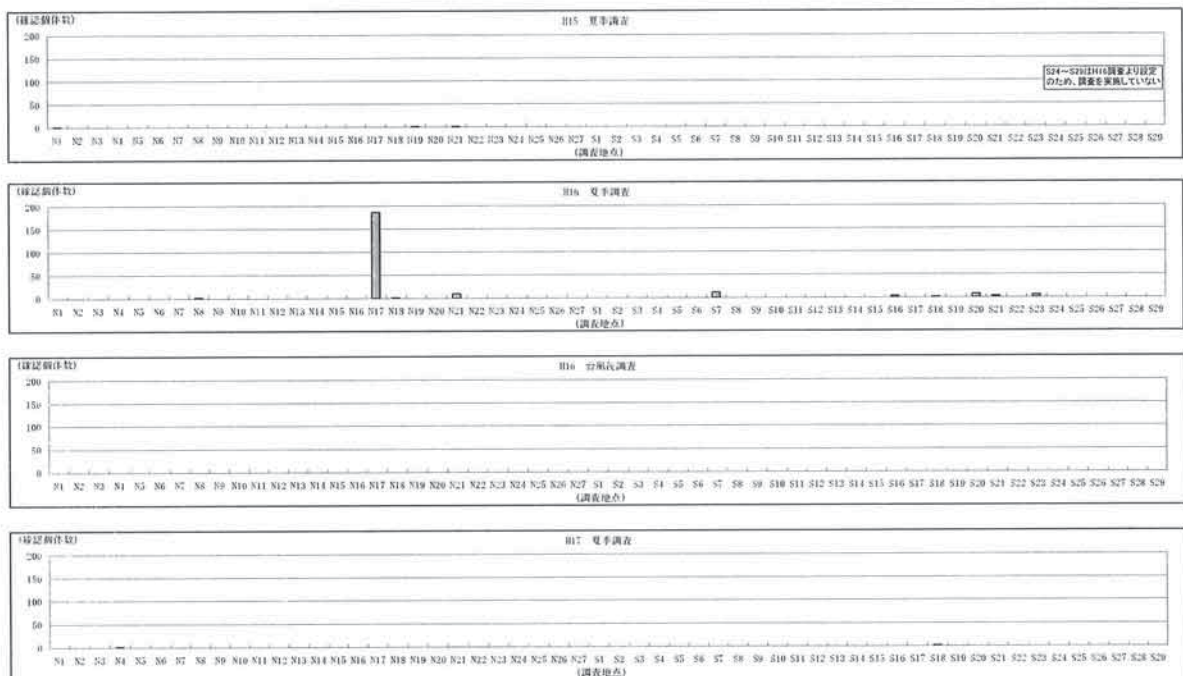 (確認個体数)
H15 夏季調査
200
150
100
50
0
S24～S29はH16調査より設定
のため、調査を実施していない
N1 N2 N3 N4 N5 N6 N7 N8 N9 N10 N11 N12 N13 N14 N15 N16 N17 N18 N19 N20 N21 N22 N23 N24 N25 N26 N27 S1 S2 S3 S4 S5 S6 S7 S8 S9 S10 S11 S12 S13 S14 S15 S16 S17 S18 S19 S20 S21 S22 S23 S24 S25 S26 S27 S28 S29
(調査地点)
(確認個体数)
H16 夏季調査
200
150
100
50
0
N1 N2 N3 N4 N5 N6 N7 N8 N9 N10 N11 N12 N13 N14 N15 N16 N17 N18 N19 N20 N21 N22 N23 N24 N25 N26 N27 S1 S2 S3 S4 S5 S6 S7 S8 S9 S10 S11 S12 S13 S14 S15 S16 S17 S18 S19 S20 S21 S22 S23 S24 S25 S26 S27 S28 S29
(調査地点)
(確認個体数)
H16 台風後調査
200
150
100
50
0
N1 N2 N3 N4 N5 N6 N7 N8 N9 N10 N11 N12 N13 N14 N15 N16 N17 N18 N19 N20 N21 N22 N23 N24 N25 N26 N27 S1 S2 S3 S4 S5 S6 S7 S8 S9 S10 S11 S12 S13 S14 S15 S16 S17 S18 S19 S20 S21 S22 S23 S24 S25 S26 S27 S28 S29
(調査地点)
(確認個体数)
H17 夏季調査
200
150
100
50
0
N1 N2 N3 N4 N5 N6 N7 N8 N9 N10 N11 N12 N13 N14 N15 N16 N17 N18 N19 N20 N21 N22 N23 N24 N25 N26 N27 S1 S2 S3 S4 S5 S6 S7 S8 S9 S10 S11 S12 S13 S14 S15 S16 S17 S18 S19 S20 S21 S22 S23 S24 S25 S26 S27 S28 S29
(調査地点)